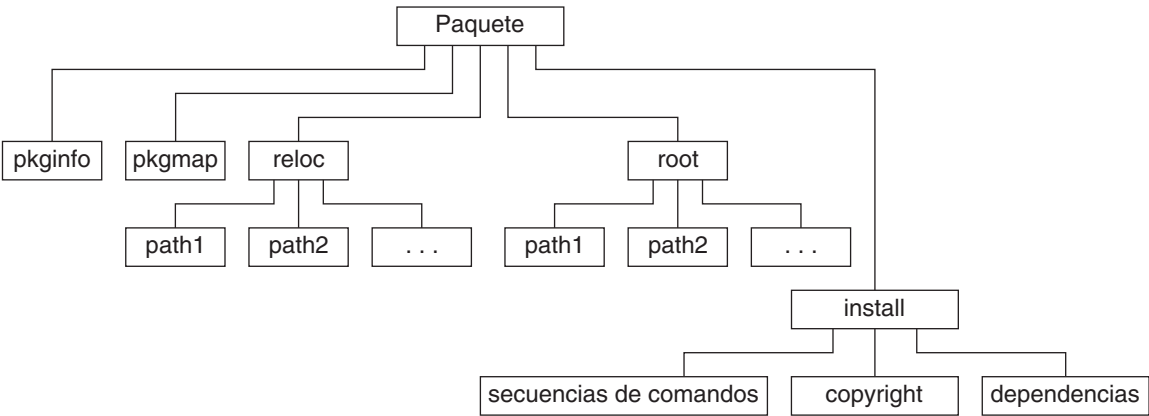 Paquete
pkginfo
pkgmap
reloc
root
path1
path2
. . .
path1
path2
. . .
install
secuencias de comandos
copyright
dependencias